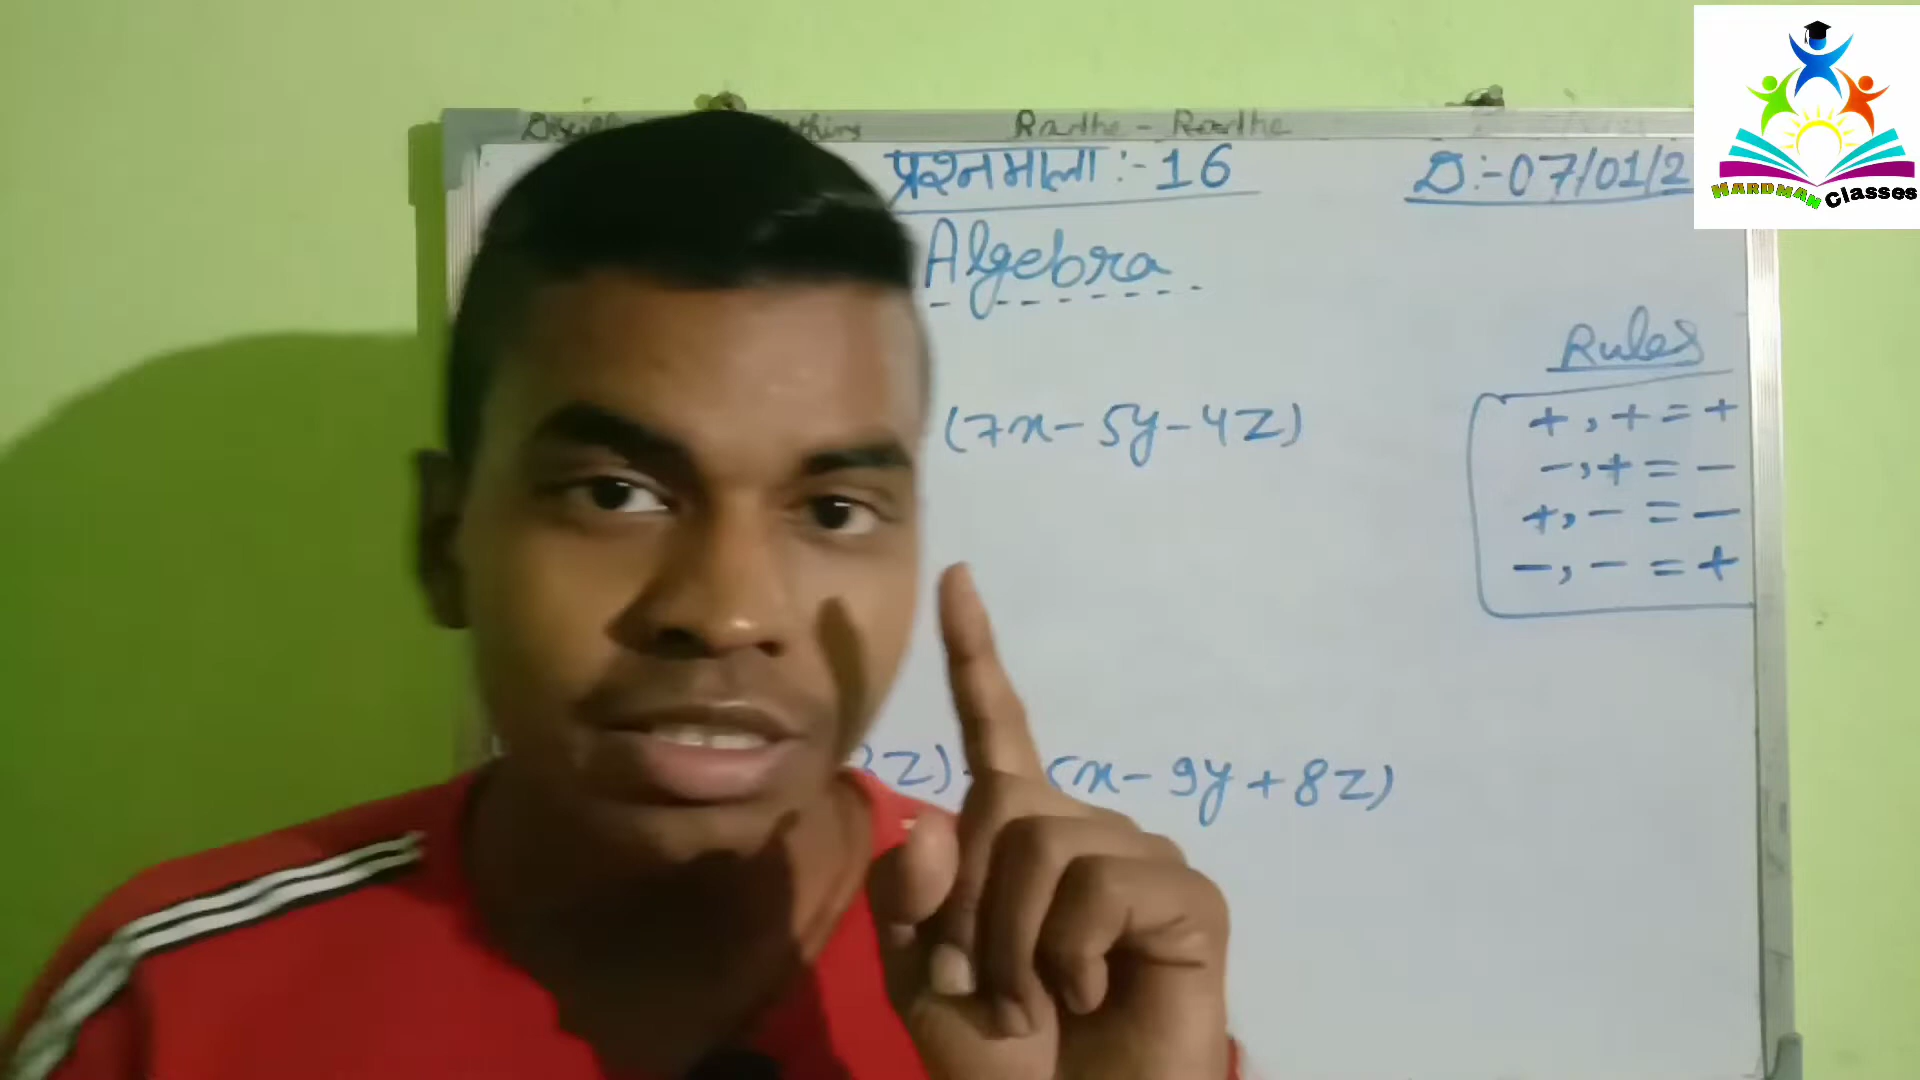 Radhe - Radhe
प्रश्नमाला :- 16
D:-07/01/2
Algebra
Rules
(7x-5y-4z)
+,+=+
-,+=-
+,-=-
-,-=+
z)
x-9y+8z)
HARDMAN Classes